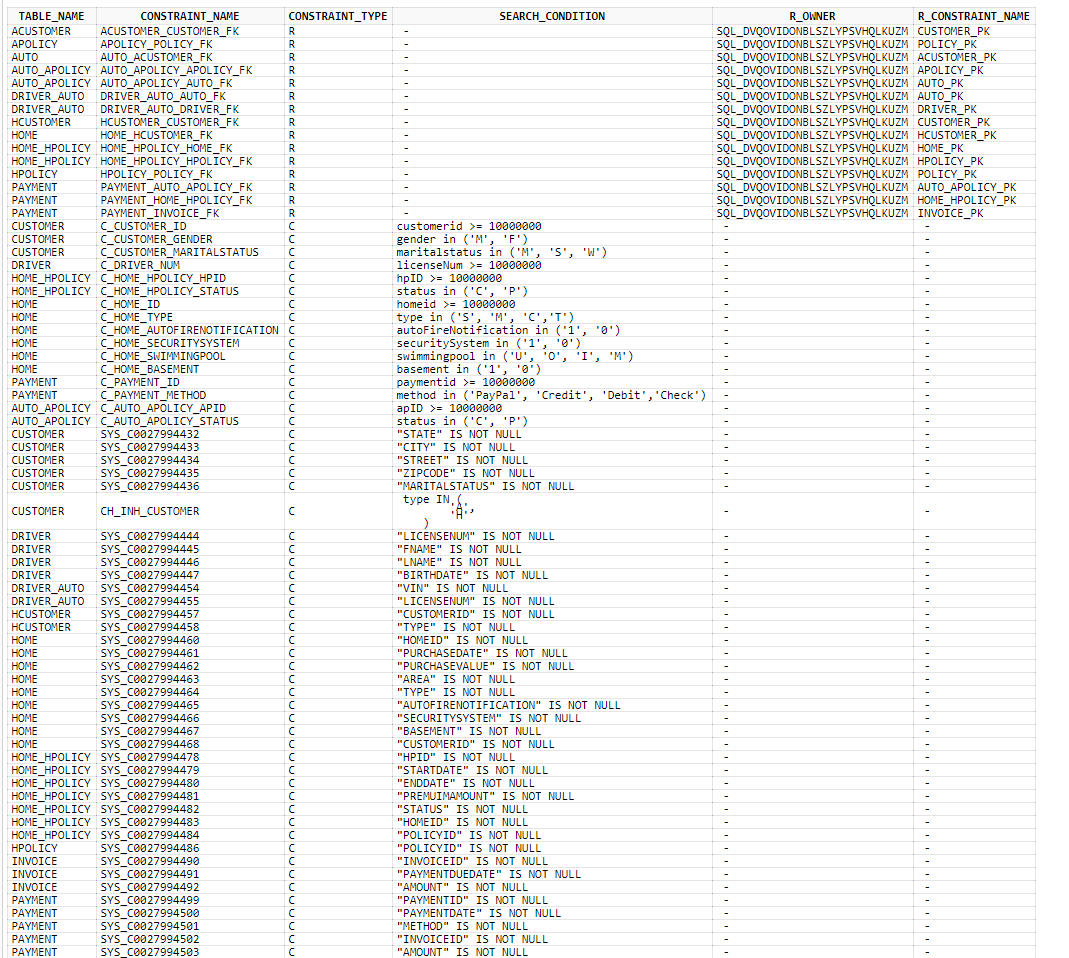 TABLE_NAME CONSTRAINT_NAME CONSTRAINT_TYPE SEARCH_CONDITION R_OWNER R_CONSTRAINT_NAME
ACUSTOMER ACUSTOMER_CUSTOMER_FK R - SQL_DVQOVIDONBLSZLYPSVHQLKUZM CUSTOMER_PK
APOLICY APOLICY_POLICY_FK R - SQL_DVQOVIDONBLSZLYPSVHQLKUZM POLICY_PK
AUTO AUTO_ACUSTOMER_FK R - SQL_DVQOVIDONBLSZLYPSVHQLKUZM ACUSTOMER_PK
AUTO_APOLICY AUTO_APOLICY_APOLICY_FK R - SQL_DVQOVIDONBLSZLYPSVHQLKUZM APOLICY_PK
AUTO_APOLICY AUTO_APOLICY_AUTO_FK R - SQL_DVQOVIDONBLSZLYPSVHQLKUZM AUTO_PK
DRIVER_AUTO DRIVER_AUTO_AUTO_FK R - SQL_DVQOVIDONBLSZLYPSVHQLKUZM AUTO_PK
DRIVER_AUTO DRIVER_AUTO_DRIVER_FK R - SQL_DVQOVIDONBLSZLYPSVHQLKUZM DRIVER_PK
HCUSTOMER HCUSTOMER_CUSTOMER_FK R - SQL_DVQOVIDONBLSZLYPSVHQLKUZM CUSTOMER_PK
HOME HOME_HCUSTOMER_FK R - SQL_DVQOVIDONBLSZLYPSVHQLKUZM HCUSTOMER_PK
HOME_HPOLICY HOME_HPOLICY_HOME_FK R - SQL_DVQOVIDONBLSZLYPSVHQLKUZM HOME_PK
HOME_HPOLICY HOME_HPOLICY_HPOLICY_FK R - SQL_DVQOVIDONBLSZLYPSVHQLKUZM HPOLICY_PK
HPOLICY HPOLICY_POLICY_FK R - SQL_DVQOVIDONBLSZLYPSVHQLKUZM POLICY_PK
PAYMENT PAYMENT_AUTO_APOLICY_FK R - SQL_DVQOVIDONBLSZLYPSVHQLKUZM AUTO_APOLICY_PK
PAYMENT PAYMENT_HOME_HPOLICY_FK R - SQL_DVQOVIDONBLSZLYPSVHQLKUZM HOME_HPOLICY_PK
PAYMENT PAYMENT_INVOICE_FK R - SQL_DVQOVIDONBLSZLYPSVHQLKUZM INVOICE_PK
CUSTOMER C_CUSTOMER_ID C customerid >= 10000000 - -
CUSTOMER C_CUSTOMER_GENDER C gender in ('M', 'F') - -
CUSTOMER C_CUSTOMER_MARITALSTATUS C maritalstatus in ('M', 'S', 'W') - -
DRIVER C_DRIVER_NUM C licenseNum >= 10000000 - -
HOME_HPOLICY C_HOME_HPOLICY_HPID C hpID >= 10000000 - -
HOME_HPOLICY C_HOME_HPOLICY_STATUS C status in ('C', 'P') - -
HOME C_HOME_ID C homeid >= 10000000 - -
HOME C_HOME_TYPE C type in ('S', 'M', 'C','T') - -
HOME C_HOME_AUTOFIRENOTIFICATION C autoFireNotification in ('1', '0') - -
HOME C_HOME_SECURITYSYSTEM C securitySystem in ('1', '0') - -
HOME C_HOME_SWIMMINGPOOL C swimmingpool in ('U', 'O', 'I', 'M') - -
HOME C_HOME_BASEMENT C basement in ('1', '0') - -
PAYMENT C_PAYMENT_ID C paymentid >= 10000000 - -
PAYMENT C_PAYMENT_METHOD C method in ('PayPal', 'Credit', 'Debit','Check') - -
AUTO_APOLICY C_AUTO_APOLICY_APID C apID >= 10000000 - -
AUTO_APOLICY C_AUTO_APOLICY_STATUS C status in ('C', 'P') - -
CUSTOMER SYS_C0027994432 C "STATE" IS NOT NULL - -
CUSTOMER SYS_C0027994433 C "CITY" IS NOT NULL - -
CUSTOMER SYS_C0027994434 C "STREET" IS NOT NULL - -
CUSTOMER SYS_C0027994435 C "ZIPCODE" IS NOT NULL - -
CUSTOMER SYS_C0027994436 C "MARITALSTATUS" IS NOT NULL - -
type IN (
'A',
CUSTOMER CH_INH_CUSTOMER C 'H' - -
)
DRIVER SYS_C0027994444 C "LICENSENUM" IS NOT NULL - -
DRIVER SYS_C0027994445 C "FNAME" IS NOT NULL - -
DRIVER SYS_C0027994446 C "LNAME" IS NOT NULL - -
DRIVER SYS_C0027994447 C "BIRTHDATE" IS NOT NULL - -
DRIVER_AUTO SYS_C0027994454 C "VIN" IS NOT NULL - -
DRIVER_AUTO SYS_C0027994455 C "LICENSENUM" IS NOT NULL - -
HCUSTOMER SYS_C0027994457 C "CUSTOMERID" IS NOT NULL - -
HCUSTOMER SYS_C0027994458 C "TYPE" IS NOT NULL - -
HOME SYS_C0027994460 C "HOMEID" IS NOT NULL - -
HOME SYS_C0027994461 C "PURCHASEDATE" IS NOT NULL - -
HOME SYS_C0027994462 C "PURCHASEVALUE" IS NOT NULL - -
HOME SYS_C0027994463 C "AREA" IS NOT NULL - -
HOME SYS_C0027994464 C "TYPE" IS NOT NULL - -
HOME SYS_C0027994465 C "AUTOFIRENOTIFICATION" IS NOT NULL - -
HOME SYS_C0027994466 C "SECURITYSYSTEM" IS NOT NULL - -
HOME SYS_C0027994467 C "BASEMENT" IS NOT NULL - -
HOME SYS_C0027994468 C "CUSTOMERID" IS NOT NULL - -
HOME_HPOLICY SYS_C0027994478 C "HPID" IS NOT NULL - -
HOME_HPOLICY SYS_C0027994479 C "STARTDATE" IS NOT NULL - -
HOME_HPOLICY SYS_C0027994480 C "ENDDATE" IS NOT NULL - -
HOME_HPOLICY SYS_C0027994481 C "PREMUIMAMOUNT" IS NOT NULL - -
HOME_HPOLICY SYS_C0027994482 C "STATUS" IS NOT NULL - -
HOME_HPOLICY SYS_C0027994483 C "HOMEID" IS NOT NULL - -
HOME_HPOLICY SYS_C0027994484 C "POLICYID" IS NOT NULL - -
HPOLICY SYS_C0027994486 C "POLICYID" IS NOT NULL - -
INVOICE SYS_C0027994490 C "INVOICEID" IS NOT NULL - -
INVOICE SYS_C0027994491 C "PAYMENTDUEDATE" IS NOT NULL - -
INVOICE SYS_C0027994492 C "AMOUNT" IS NOT NULL - -
PAYMENT SYS_C0027994499 C "PAYMENTID" IS NOT NULL - -
PAYMENT SYS_C0027994500 C "PAYMENTDATE" IS NOT NULL - -
PAYMENT SYS_C0027994501 C "METHOD" IS NOT NULL - -
PAYMENT SYS_C0027994502 C "INVOICEID" IS NOT NULL - -
PAYMENT SYS_C0027994503 C "AMOUNT" IS NOT NULL - -